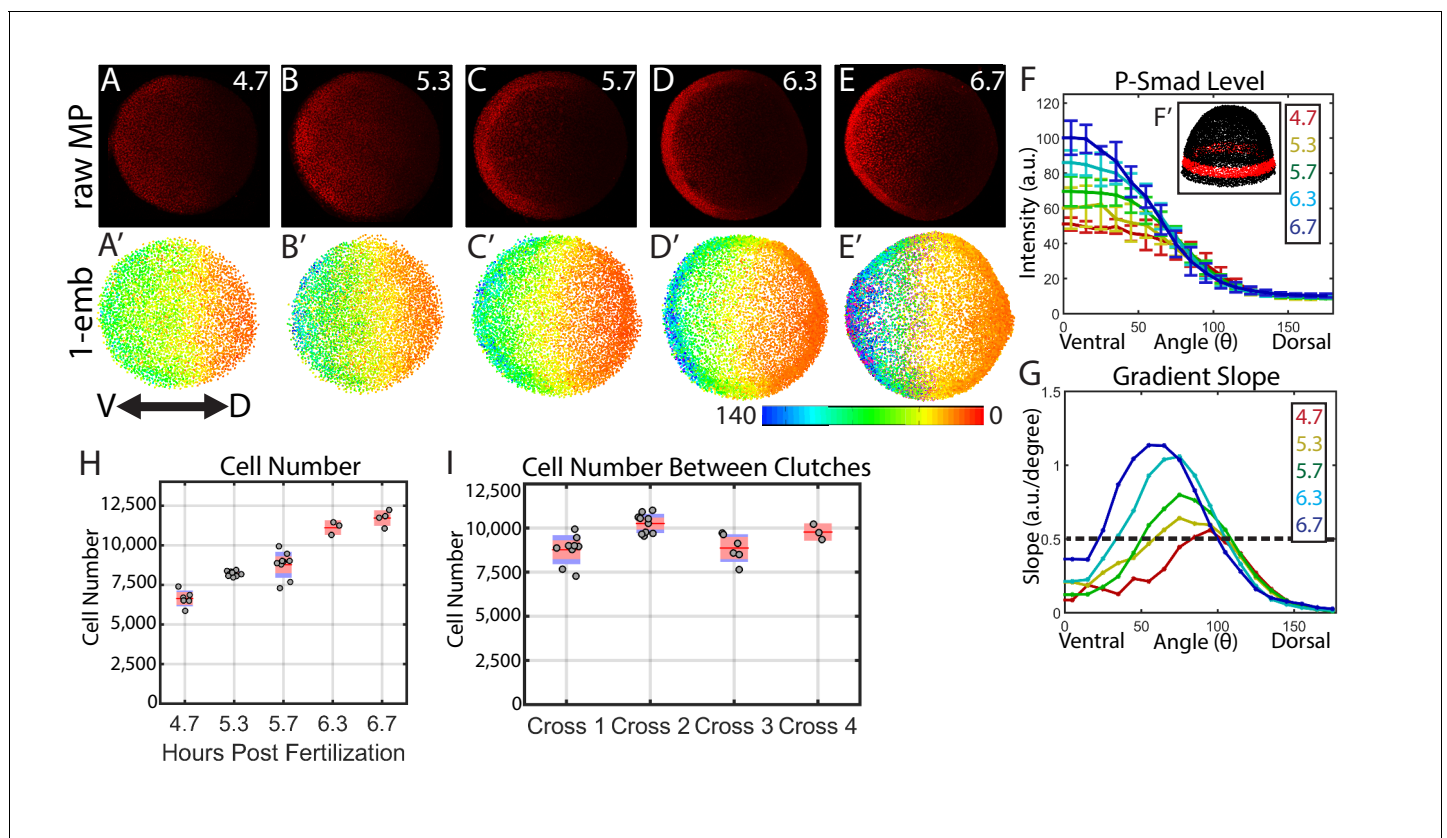 A 4.7
B 5.3
C 5.7
D 6.3
E 6.7
raw MP
A'
B'
C'
D'
E'
1-emb
V D
140 0
F
P-Smad Level
F'
4.7
5.3
5.7
6.3
6.7
Intensity (a.u.)
120
100
80
60
40
20
0
0 50 100 150
Ventral Angle (θ) Dorsal
G
Gradient Slope
4.7
5.3
5.7
6.3
6.7
Slope (a.u./degree)
1.5
1
0.5
0
0 50 100 150
Ventral Angle (θ) Dorsal
H
Cell Number
Cell Number
12,500
10,000
7,500
5,000
2,500
0
4.7 5.3 5.7 6.3 6.7
Hours Post Fertilization
I
Cell Number Between Clutches
Cell Number
12,500
10,000
7,500
5,000
2,500
0
Cross 1 Cross 2 Cross 3 Cross 4